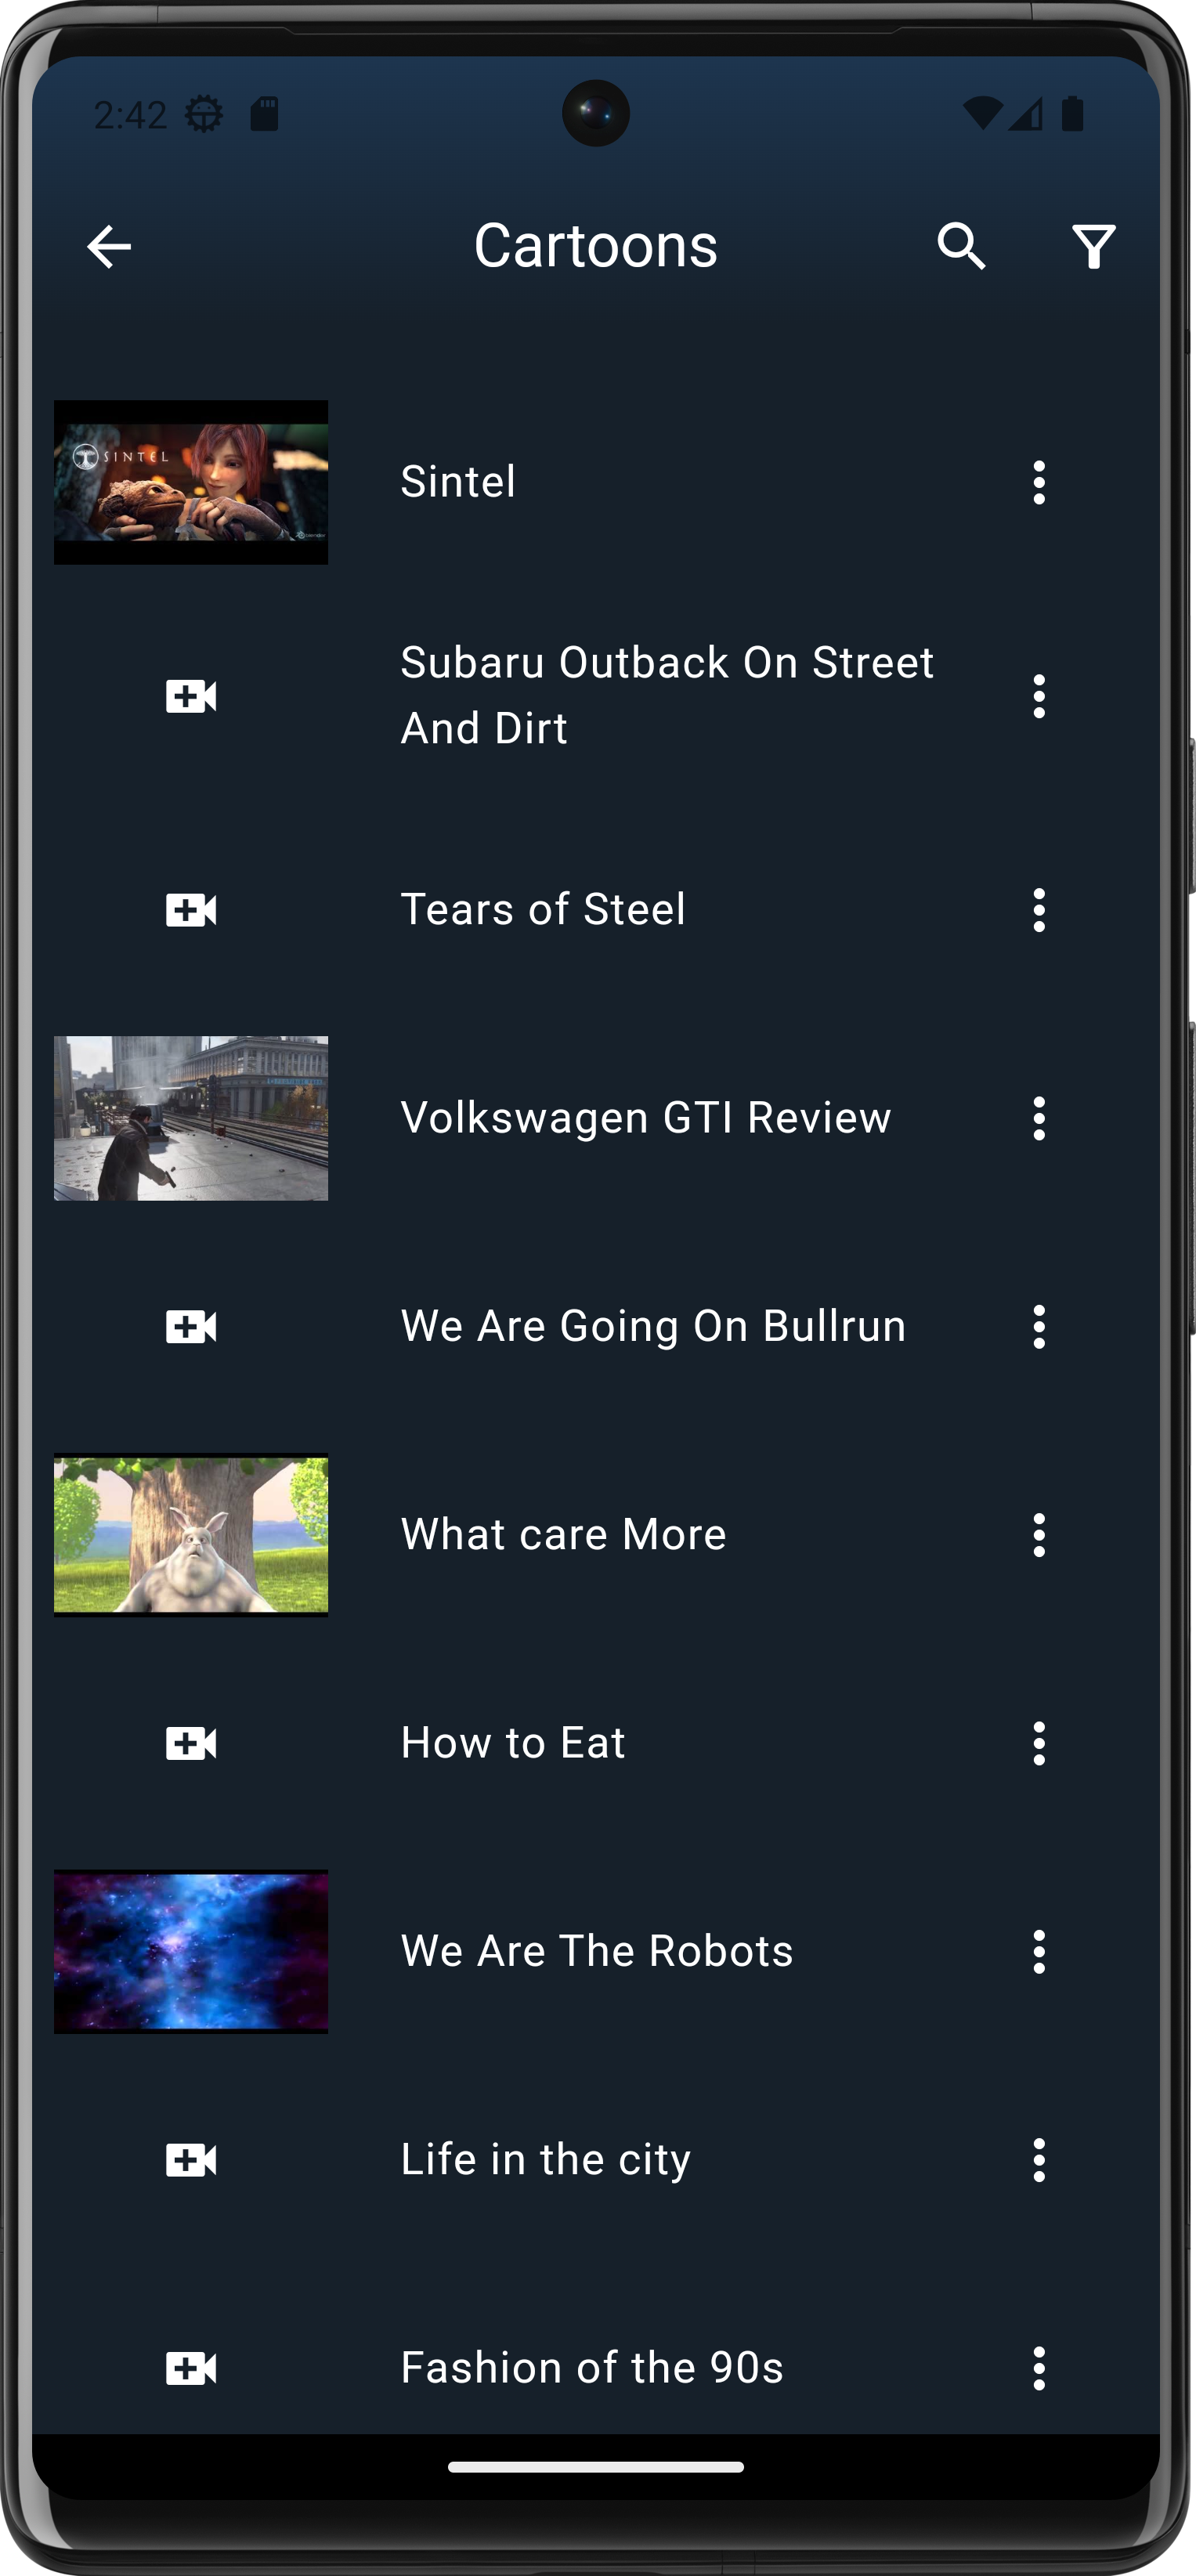 2:42
Cartoons
SINTEL
Sintel
Subaru Outback On Street
And Dirt
Tears of Steel
Volkswagen GTI Review
We Are Going On Bullrun
What care More
How to Eat
We Are The Robots
Life in the city
Fashion of the 90s